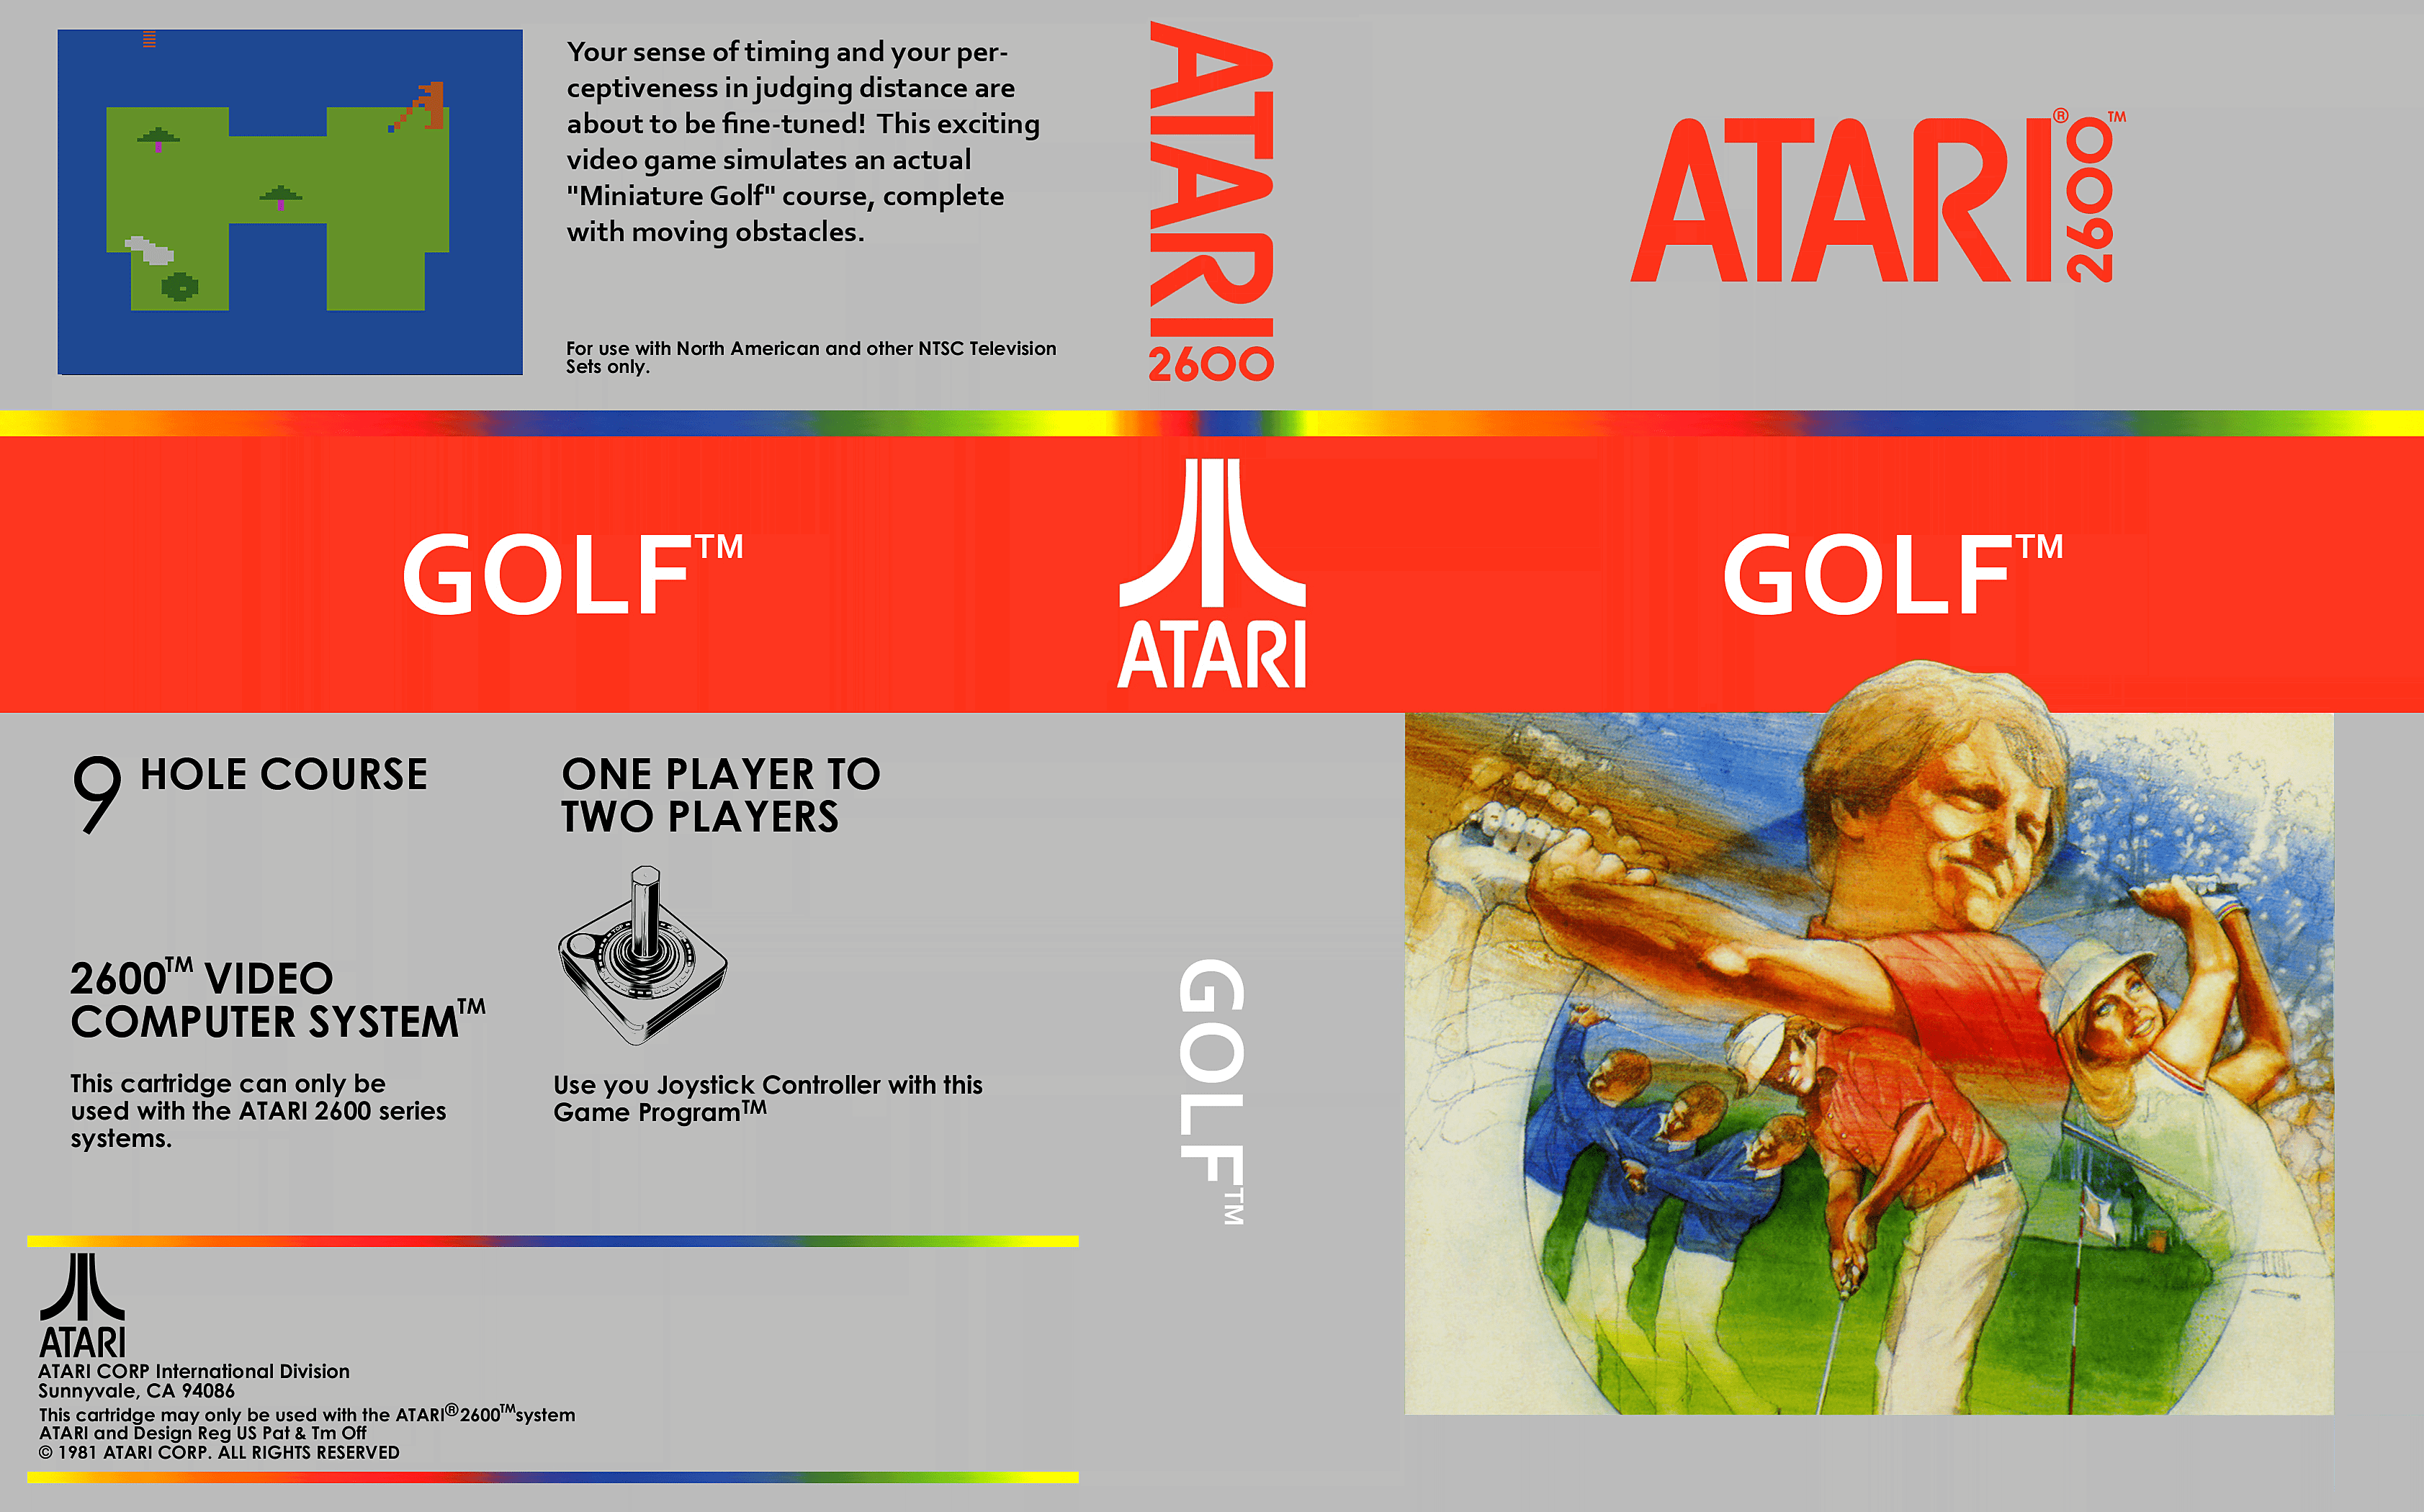 Your sense of timing and your per-
ceptiveness in judging distance are
about to be fine-tuned! This exciting
video game simulates an actual
"Miniature Golf" course, complete
with moving obstacles.
For use with North American and other NTSC Television
Sets only.
GOLF™
9 HOLE COURSE
ONE PLAYER TO
TWO PLAYERS
2600™ VIDEO
COMPUTER SYSTEM™
This cartridge can only be
used with the ATARI 2600 series
systems.
Use you Joystick Controller with this
Game Program™
ATARI
ATARI CORP International Division
Sunnyvale, CA 94086
This cartridge may only be used with the ATARI®2600™system
ATARI and Design Reg US Pat & Tm Off
© 1981 ATARI CORP. ALL RIGHTS RESERVED
ATARI
2600
ATARI
GOLF™
ATARI® 2600™
GOLF™